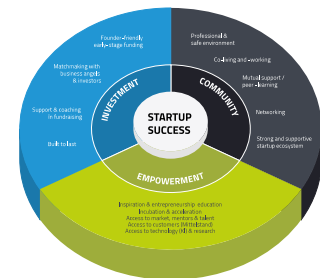 Founder-friendly
early-stage funding
Matchmaking with
business angels
& investors
Support & coaching
in fundraising
Built to last
INVESTMENT
Professional &
safe environment
Co-living and -working
Mutual support /
peer-learning
Networking
Strong and supportive
startup ecosystem
COMMUNITY
STARTUP
SUCCESS
EMPOWERMENT
Inspiration & entrepreneurship education
Incubation & acceleration
Access to market, mentors & talent
Access to customers (Mittelstand)
Access to technology (KI) & research